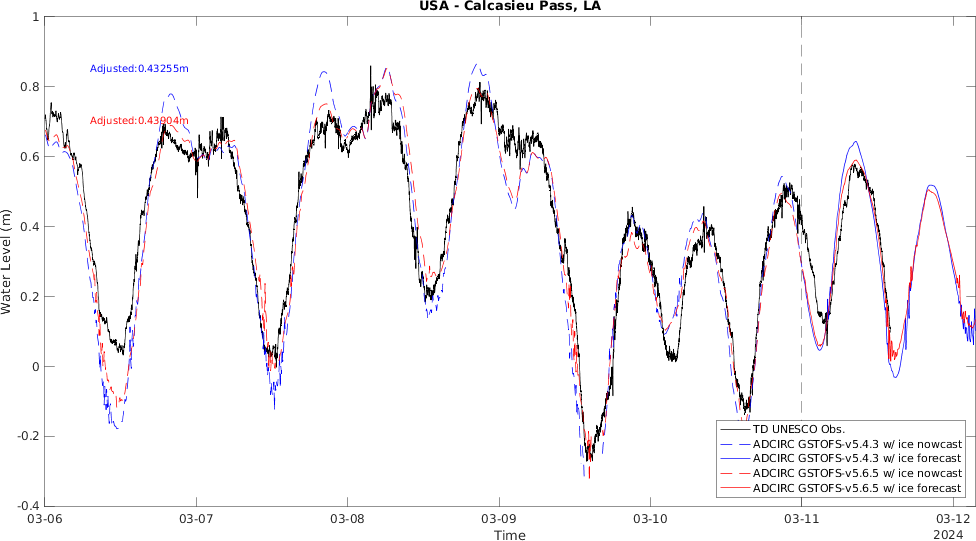 USA - Calcasieu Pass, LA
Water Level (m)
1
0.8
0.6
0.4
0.2
0
-0.2
-0.4
Adjusted:0.43255m
Adjusted:0.43904m
TD UNESCO Obs.
ADCIRC GSTOFS-v5.4.3 w/ ice nowcast
ADCIRC GSTOFS-v5.4.3 w/ ice forecast
ADCIRC GSTOFS-v5.6.5 w/ ice nowcast
ADCIRC GSTOFS-v5.6.5 w/ ice forecast
03-06 03-07 03-08 03-09 03-10 03-11 03-12
Time
2024